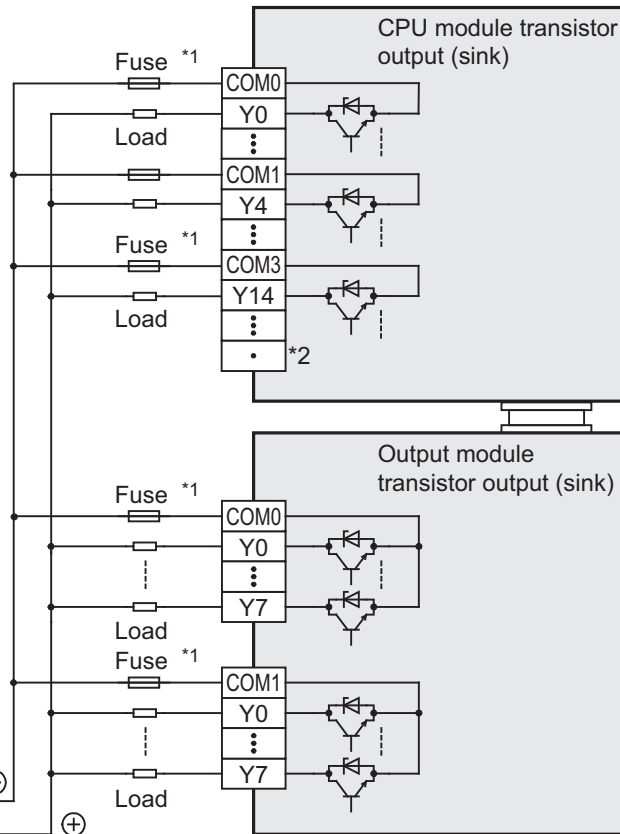 CPU module transistor
output (sink)
Fuse *1
COM0
Y0
Load
COM1
Y4
Fuse *1
COM3
Y14
Load
*2
Output module
transistor output (sink)
Fuse *1
COM0
Y0
Y7
Load
Fuse *1
COM1
Y0
Y7
Load